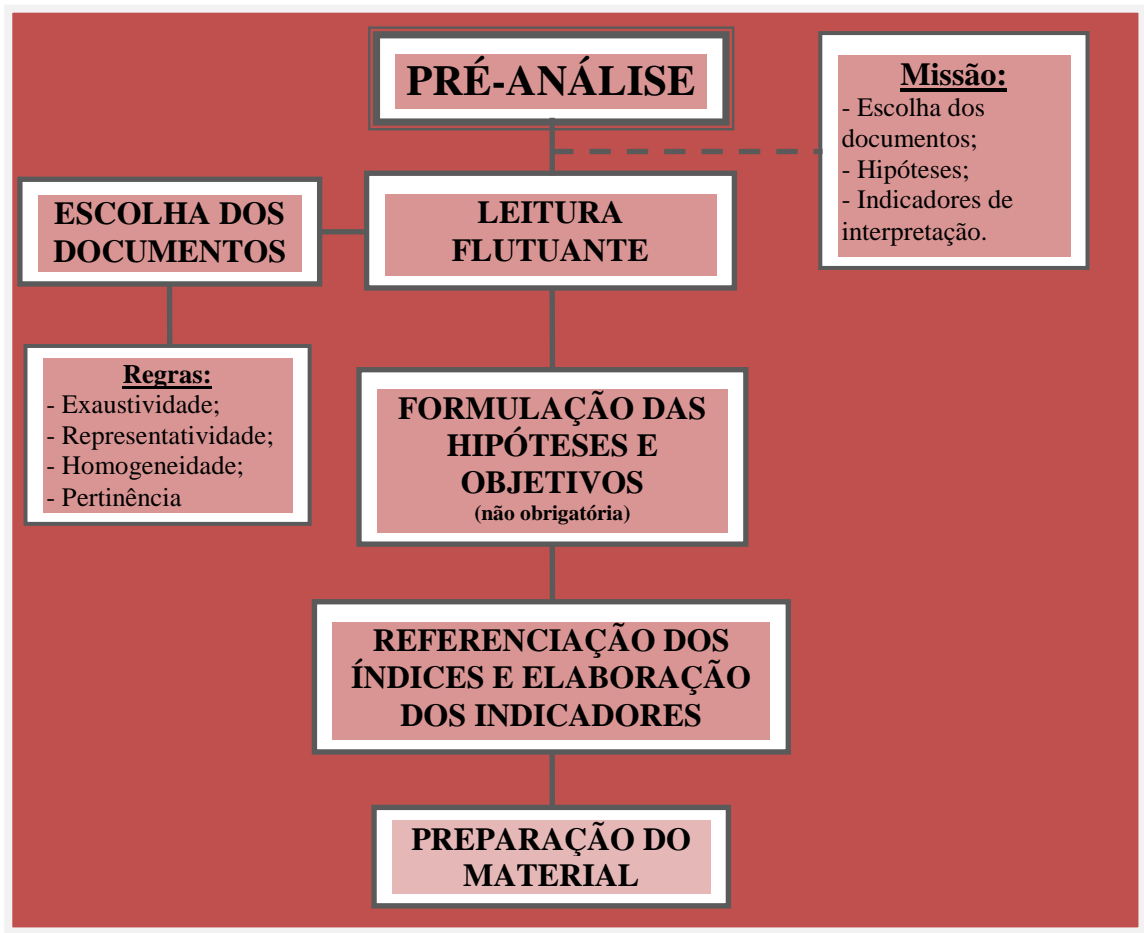 PRÉ-ANÁLISE
Missão:
- Escolha dos
documentos;
- Hipóteses;
- Indicadores de
interpretação.
ESCOLHA DOS
DOCUMENTOS
LEITURA
FLUTUANTE
Regras:
- Exaustividade;
- Representatividade;
- Homogeneidade;
- Pertinência
FORMULAÇÃO DAS
HIPÓTESES E
OBJETIVOS
(não obrigatória)
REFERENCIAÇÃO DOS
ÍNDICES E ELABORAÇÃO
DOS INDICADORES
PREPARAÇÃO DO
MATERIAL